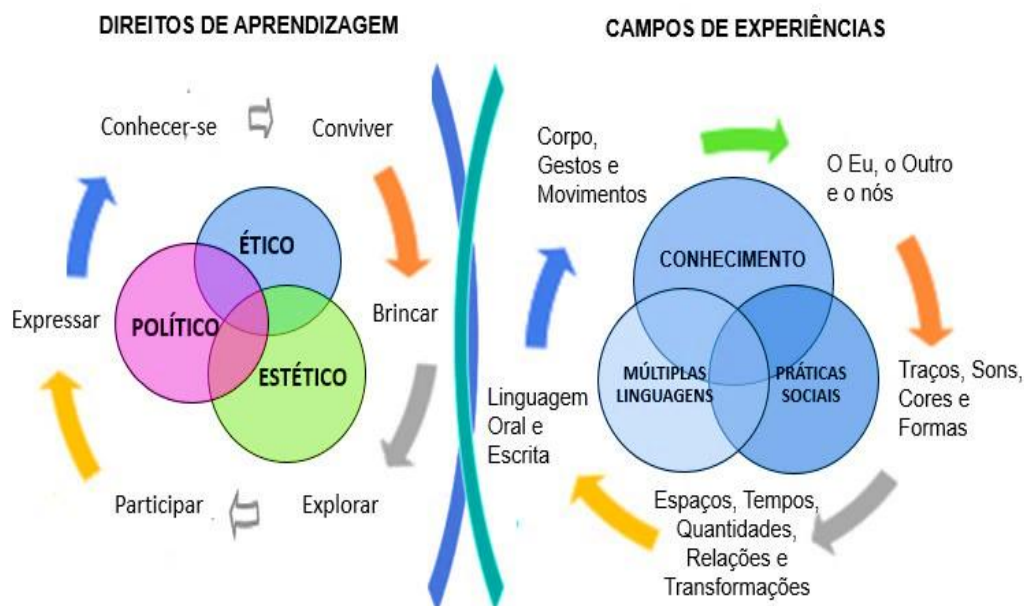 DIREITOS DE APRENDIZAGEM
Conhecer-se
Conviver
Brincar
Explorar
Participar
Expressar
ÉTICO
POLÍTICO
ESTÉTICO
CAMPOS DE EXPERIÊNCIAS
Corpo,
Gestos e
Movimentos
O Eu, o Outro
e o nós
Traços, Sons,
Cores e
Formas
Espaços, Tempos,
Quantidades,
Relações e
Transformações
Linguagem
Oral e
Escrita
CONHECIMENTO
MÚLTIPLAS
LINGUAGENS
PRÁTICAS
SOCIAIS